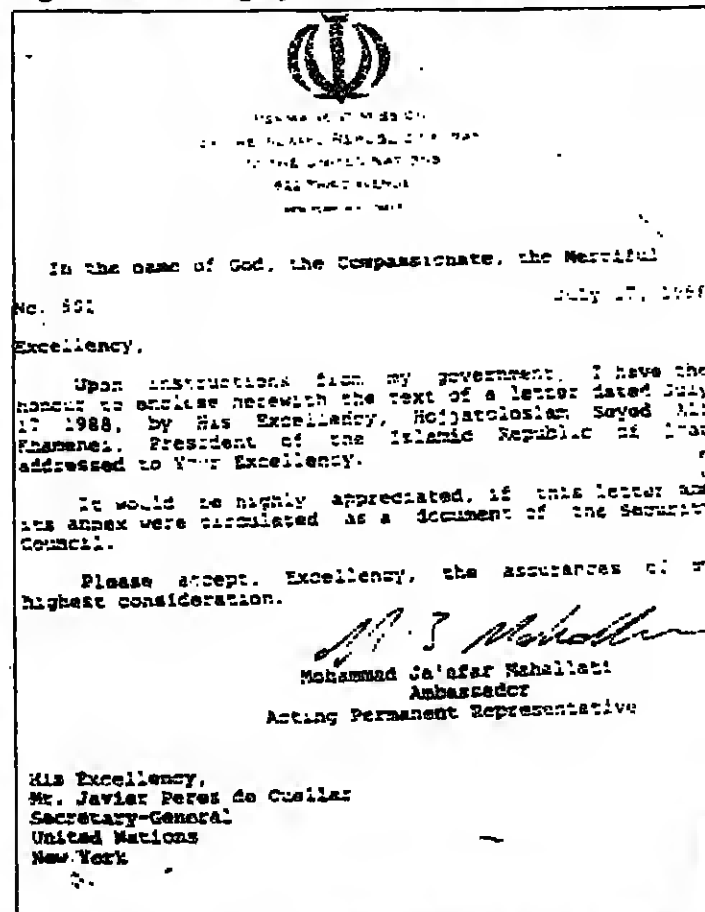 In the name of God, the Compassionate, the Merciful
July 17, 1988
No.
Excellency,
Upon instructions from my government, I have the
honour to enclose herewith the text of a letter dated July
17 1988, by His Excellency, Hojjatoleslam Seyed Ali
Khamenei, President of the Islamic Republic of Iran
addressed to Your Excellency.
It would be highly appreciated, if this letter and
its annex were circulated as a document of the Security
Council.
Please accept, Excellency, the assurances of
highest consideration.
Mohammad Ja'afar Mahallati
Ambassador
Acting Permanent Representative
His Excellency,
Mr. Javier Perez de Cuellar
Secretary-General
United Nations
New York